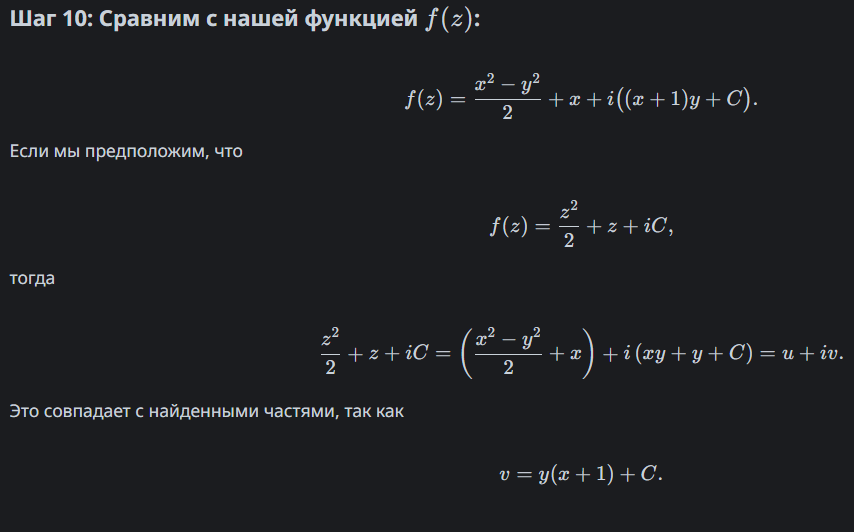 Шаг 10: Сравним с нашей функцией f(z):
f(z) = \frac{x^2 − y^2}{2} + x + i((x + 1)y + C).
Если мы предположим, что
f(z) = \frac{z^2}{2} + z + iC,
тогда
\frac{z^2}{2} + z + iC = \left(\frac{x^2 − y^2}{2} + x\right) + i (xy + y + C) = u + iv.
Это совпадает с найденными частями, так как
v = y(x + 1) + C.